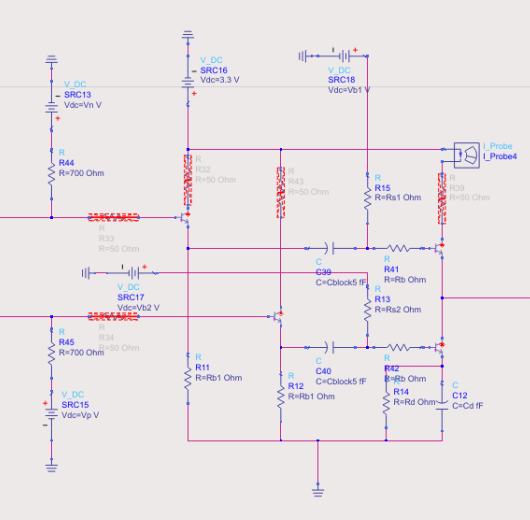 V_DC
SRC13
Vdc=Vn V
V_DC
SRC16
Vdc=3.3 V
V_DC
SRC18
Vdc=Vb1 V
I_Probe
I_Probe4
R
R44
R=700 Ohm
R
R32
R=50 Ohm
R
R43
R=50 Ohm
R
R15
R=Rs1 Ohm
R
R39
R=50 Ohm
R
R33
R=50 Ohm
C
C39
C=Cblock5 fF
R
R41
R=Rb Ohm
V_DC
SRC17
Vdc=Vb2 V
R
R13
R=Rs2 Ohm
R
R34
R=50 Ohm
R
R45
R=700 Ohm
R
R11
R=Rb1 Ohm
R
R12
R=Rb1 Ohm
C
C40
C=Cblock5 fF
R
R42
R=Rb Ohm
R
R14
R=Rd Ohm
C
C12
C=Cd fF
V_DC
SRC15
Vdc=Vp V